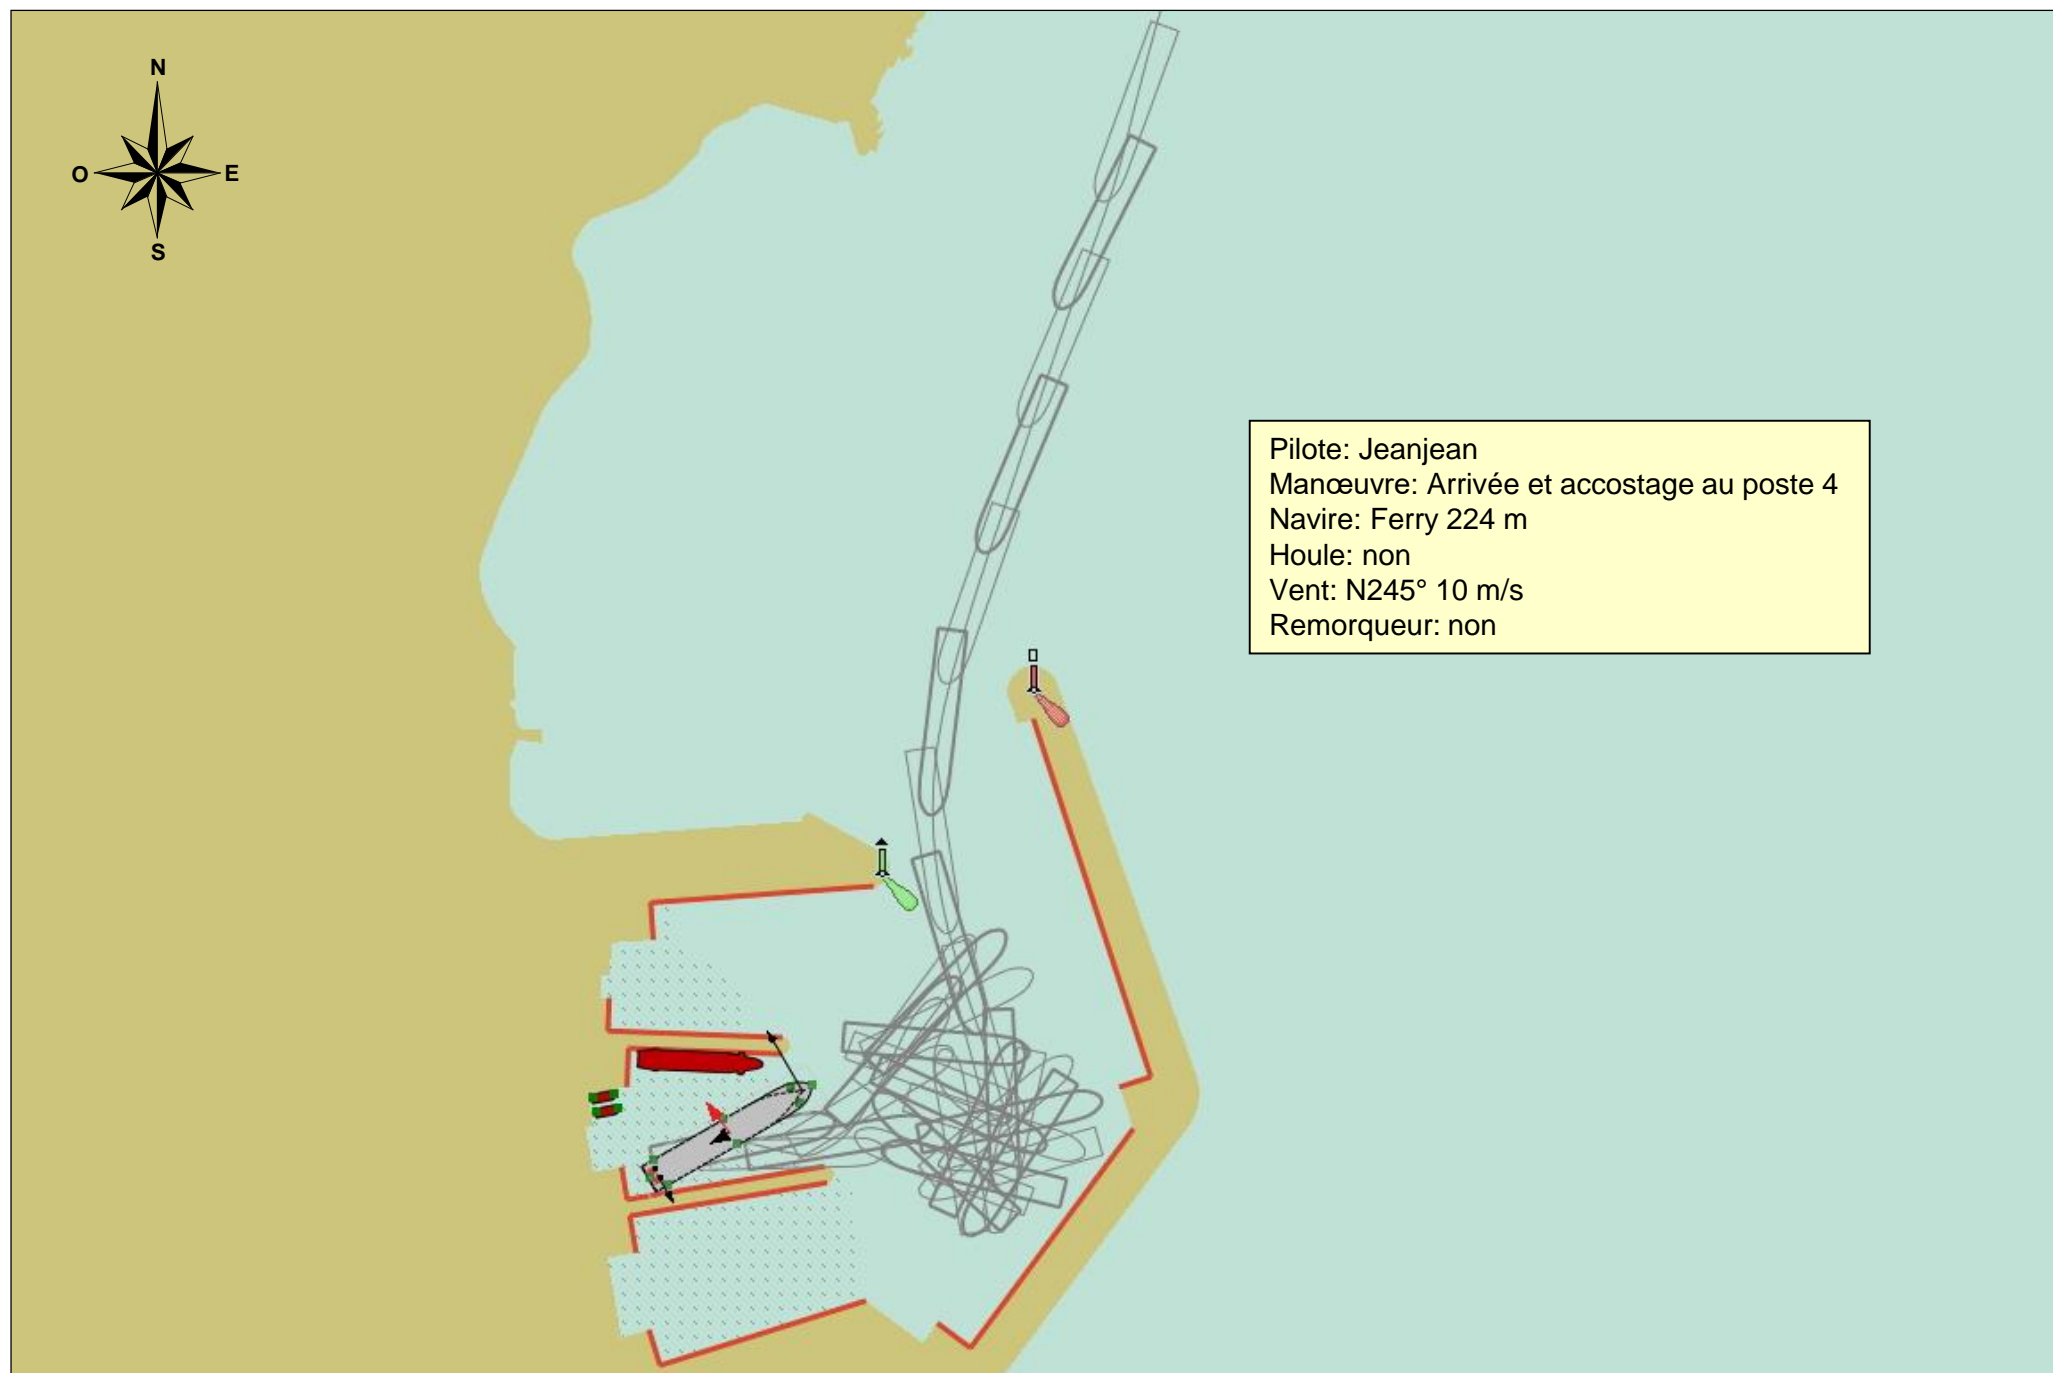 N
O
E
S
Pilote: Jeanjean
Manœuvre: Arrivée et accostage au poste 4
Navire: Ferry 224 m
Houle: non
Vent: N245° 10 m/s
Remorqueur: non